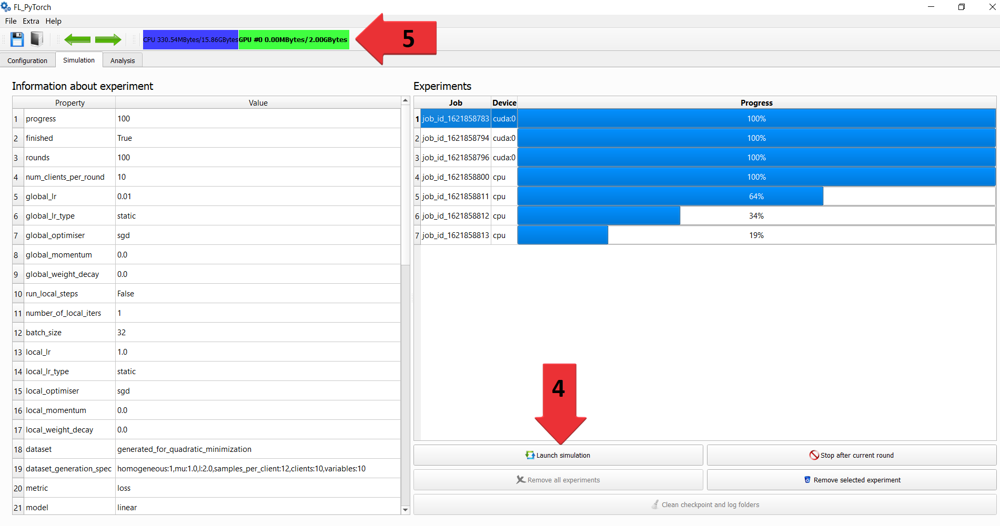 FL_PyTorch
File Extra Help
CPU 330.54MBytes/15.86GBytes GPU #0 0.00MBytes/2.00GBytes
5
Configuration Simulation Analysis
Information about experiment
Property Value
1 progress 100
2 finished True
3 rounds 100
4 num_clients_per_round 10
5 global_lr 0.01
6 global_lr_type static
7 global_optimiser sgd
8 global_momentum 0.0
9 global_weight_decay 0.0
10 run_local_steps False
11 number_of_local_iters 1
12 batch_size 32
13 local_lr 1.0
14 local_lr_type static
15 local_optimiser sgd
16 local_momentum 0.0
17 local_weight_decay 0.0
18 dataset generated_for_quadratic_minimization
19 dataset_generation_spec homogeneous:1,mu:1.0,l:2.0,samples_per_client:12,clients:10,variables:10
20 metric loss
21 model linear
Experiments
Job Device Progress
1 job_id_1621858783 cuda:0 100%
2 job_id_1621858794 cuda:0 100%
3 job_id_1621858796 cuda:0 100%
4 job_id_1621858800 cpu 100%
5 job_id_1621858811 cpu 64%
6 job_id_1621858812 cpu 34%
7 job_id_1621858813 cpu 19%
4
Launch simulation Stop after current round
Remove all experiments Remove selected experiment
Clean checkpoint and log folders